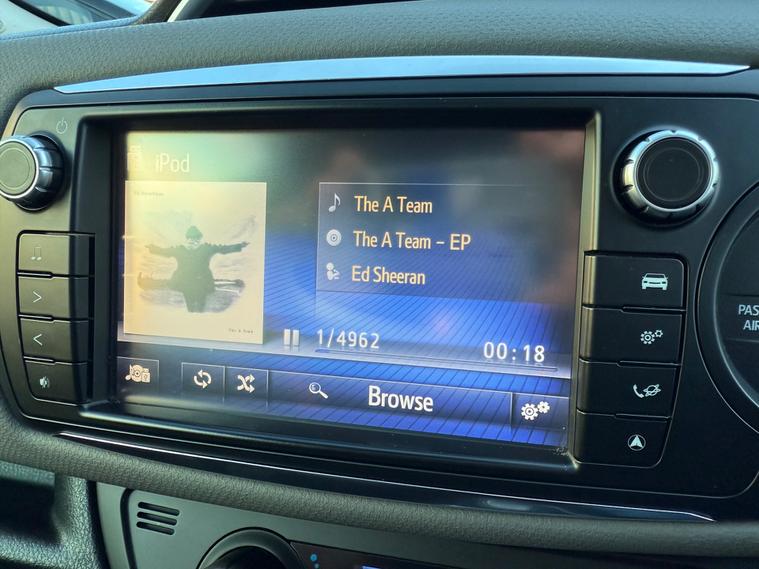 iPod
The A Team
The A Team – EP
Ed Sheeran
1/4962
00:18
Browse